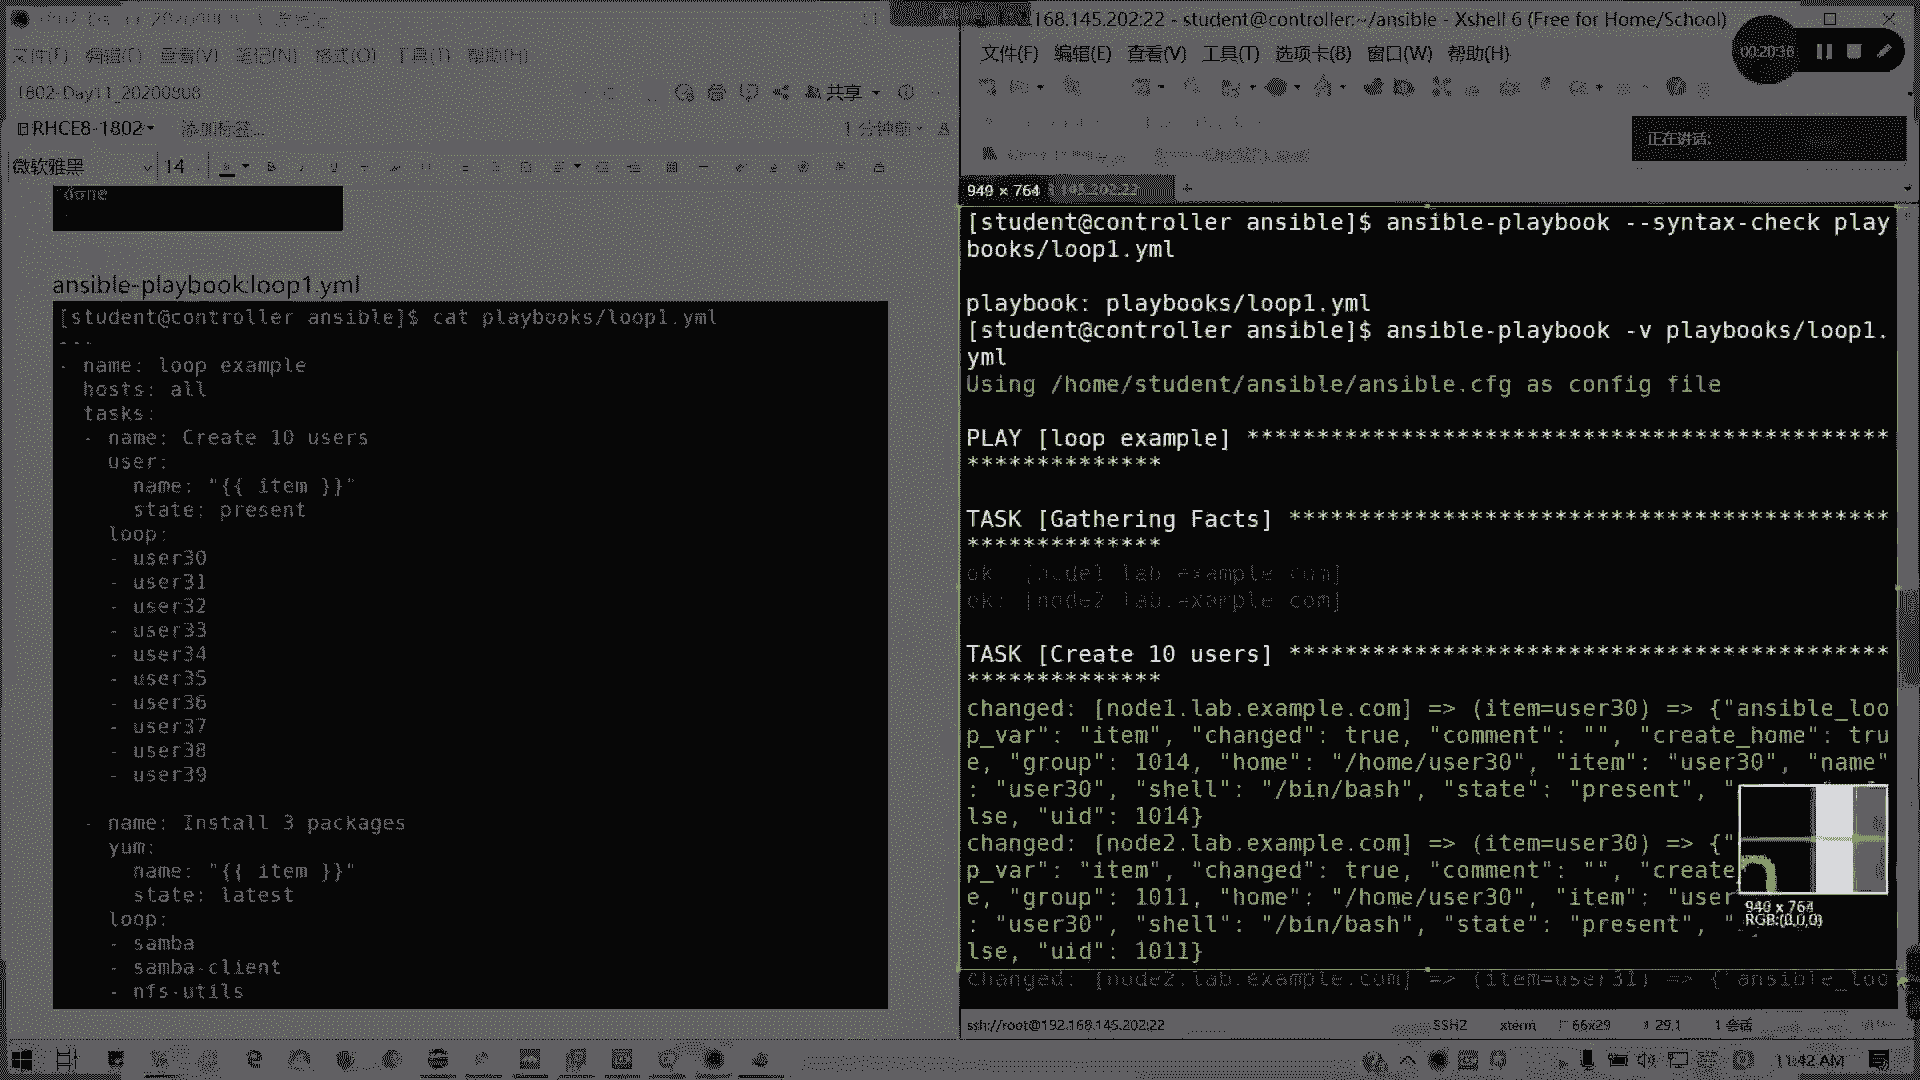 文件(F) 编辑(E) 查看(V) 笔记(N) 格式(O) 工具(T) 帮助(H)
1802-Day11_20200808
共享
RHCE8-1802 添加标签... 1 分钟前
微软雅黑 14
done
ansible-playbook:loop1.yml
[student@controller ansible]$ cat playbooks/loop1.yml
---
- name: loop example
hosts: all
tasks:
- name: Create 10 users
user:
name: "{{ item }}"
state: present
loop:
- user30
- user31
- user32
- user33
- user34
- user35
- user36
- user37
- user38
- user39
- name: Install 3 packages
yum:
name: "{{ item }}"
state: latest
loop:
- samba
- samba-client
- nfs-utils
168.145.202:22 - student@controller:~/ansible - Xshell 6 (Free for Home/School)
文件(F) 编辑(E) 查看(V) 工具(T) 选项卡(B) 窗口(W) 帮助(H)
00:20:36
正在讲话:
949 × 764 145.202:22 +
[student@controller ansible]$ ansible-playbook --syntax-check play
books/loop1.yml
playbook: playbooks/loop1.yml
[student@controller ansible]$ ansible-playbook -v playbooks/loop1.
yml
Using /home/student/ansible/ansible.cfg as config file
PLAY [loop example] **********************************************
**************
TASK [Gathering Facts] *******************************************
**************
ok: [node1.lab.example.com]
ok: [node2.lab.example.com]
TASK [Create 10 users] *******************************************
**************
changed: [node1.lab.example.com] => (item=user30) => {"ansible_loo
p_var": "item", "changed": true, "comment": "", "create_home": tru
e, "group": 1014, "home": "/home/user30", "item": "user30", "name"
: "user30", "shell": "/bin/bash", "state": "present", "
lse, "uid": 1014}
changed: [node2.lab.example.com] => (item=user30) => {"
p_var": "item", "changed": true, "comment": "", "create
e, "group": 1011, "home": "/home/user30", "item": "user
: "user30", "shell": "/bin/bash", "state": "present", "
lse, "uid": 1011}
changed: [node2.lab.example.com] => (item=user31) => {"ansible_loo
949 x 764
RGB:(0,0,0)
ssh://root@192.168.145.202:22 SSH2 xterm 66x29 29,1 1 会话
11:42 AM